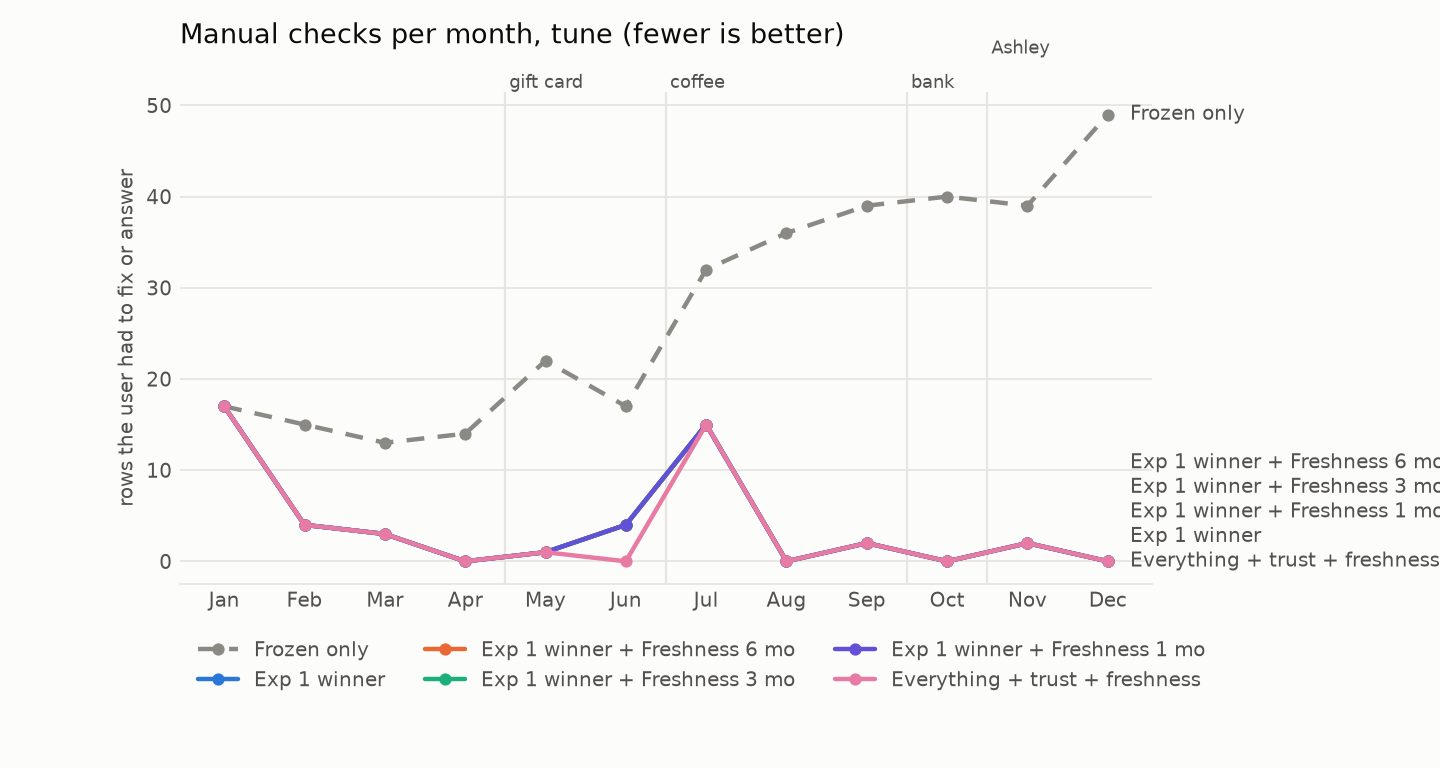 Manual checks per month, tune (fewer is better)
Ashley
gift card
coffee
bank
50
40
30
20
10
0
rows the user had to fix or answer
Frozen only
Exp 1 winner + Freshness 6 mo
Exp 1 winner + Freshness 3 mo
Exp 1 winner + Freshness 1 mo
Exp 1 winner
Everything + trust + freshness
Jan Feb Mar Apr May Jun Jul Aug Sep Oct Nov Dec
Frozen only Exp 1 winner + Freshness 6 mo Exp 1 winner + Freshness 1 mo
Exp 1 winner Exp 1 winner + Freshness 3 mo Everything + trust + freshness